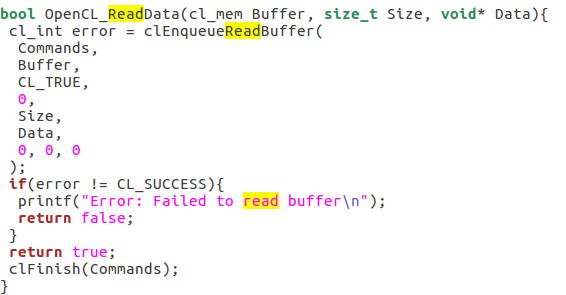 bool OpenCL_ReadData(cl_mem Buffer, size_t Size, void* Data){
 cl_int error = clEnqueueReadBuffer(
  Commands,
  Buffer,
  CL_TRUE,
  0,
  Size,
  Data,
  0, 0, 0
 );
 if(error != CL_SUCCESS){
  printf("Error: Failed to read buffer\n");
  return false;
 }
 return true;
 clFinish(Commands);
}